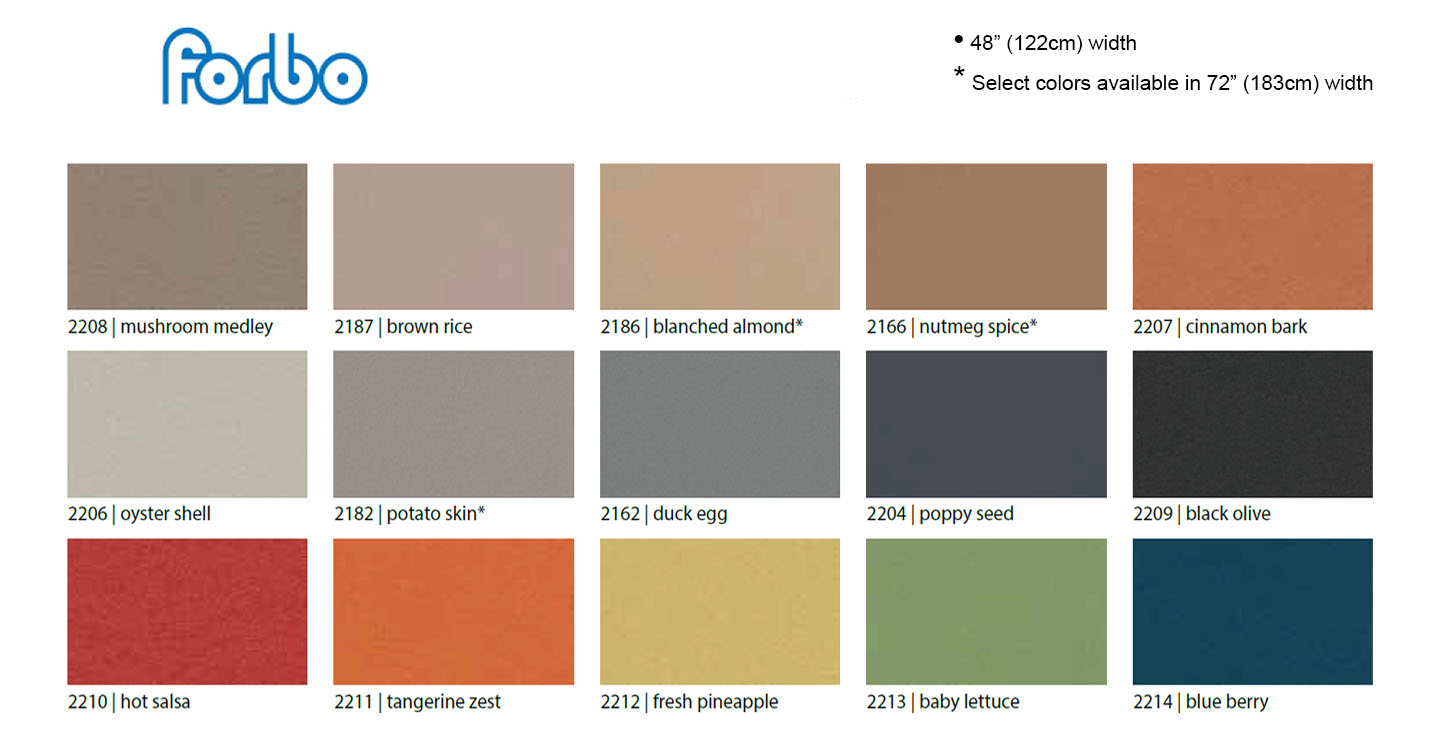 forbo
• 48” (122cm) width
* Select colors available in 72” (183cm) width
2208 | mushroom medley
2187 | brown rice
2186 | blanched almond*
2166 | nutmeg spice*
2207 | cinnamon bark
2206 | oyster shell
2182 | potato skin*
2162 | duck egg
2204 | poppy seed
2209 | black olive
2210 | hot salsa
2211 | tangerine zest
2212 | fresh pineapple
2213 | baby lettuce
2214 | blue berry